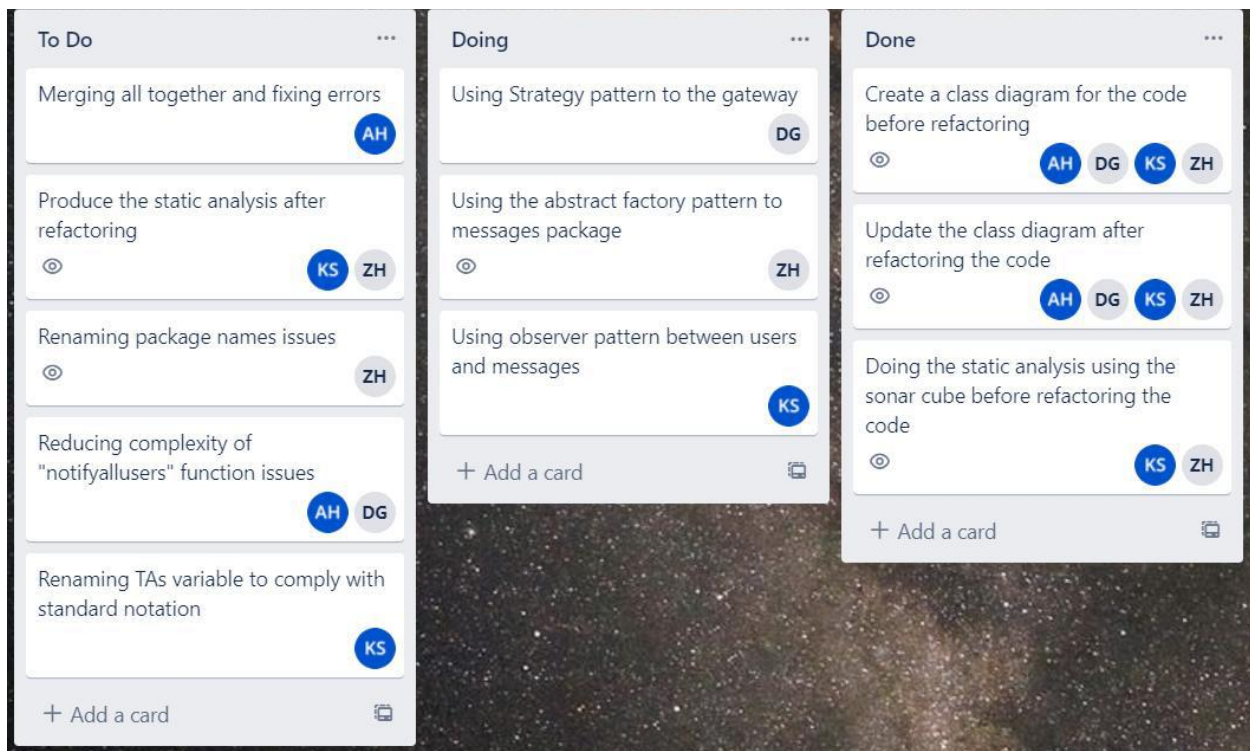 To Do
Merging all together and fixing errors
AH
Produce the static analysis after
refactoring
KS ZH
Renaming package names issues
ZH
Reducing complexity of
"notifyallusers" function issues
AH DG
Renaming TAs variable to comply with
standard notation
KS
+ Add a card
Doing
Using Strategy pattern to the gateway
DG
Using the abstract factory pattern to
messages package
ZH
Using observer pattern between users
and messages
KS
+ Add a card
Done
Create a class diagram for the code
before refactoring
AH DG KS ZH
Update the class diagram after
refactoring the code
AH DG KS ZH
Doing the static analysis using the
sonar cube before refactoring the
code
KS ZH
+ Add a card